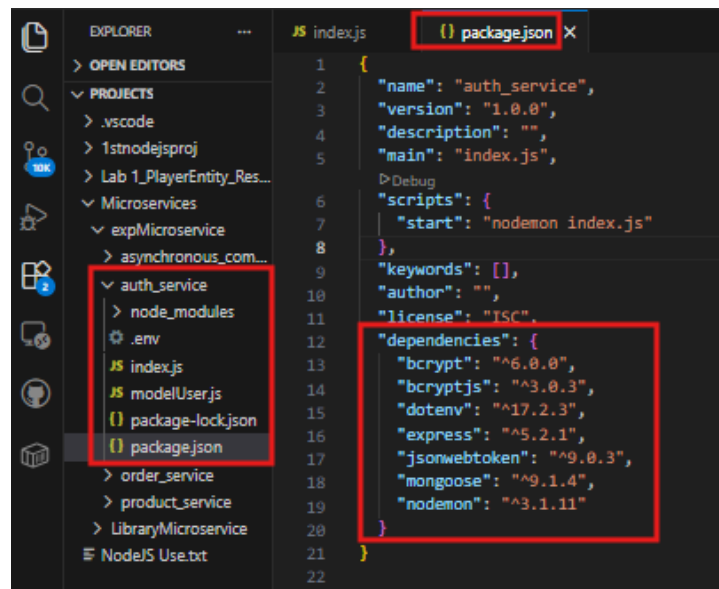 EXPLORER ...
> OPEN EDITORS
PROJECTS
> .vscode
> 1stnodejsproj
> Lab 1_PlayerEntity_Res...
Microservices
expMicroservice
> asynchronous_com...
auth_service
> node_modules
.env
JS index.js
JS modelUser.js
{} package-lock.json
{} package.json
> order_service
> product_service
> LibraryMicroservice
NodeJS Use.txt
10K
2
JS index.js
{} package.json ×
1 {
2 "name": "auth_service",
3 "version": "1.0.0",
4 "description": "",
5 "main": "index.js",
Debug
6 "scripts": {
7 "start": "nodemon index.js"
8 },
9 "keywords": [],
10 "author": "",
11 "license": "ISC",
12 "dependencies": {
13 "bcrypt": "^6.0.0",
14 "bcryptjs": "^3.0.3",
15 "dotenv": "^17.2.3",
16 "express": "^5.2.1",
17 "jsonwebtoken": "^9.0.3",
18 "mongoose": "^9.1.4",
19 "nodemon": "^3.1.11"
20 }
21 }
22